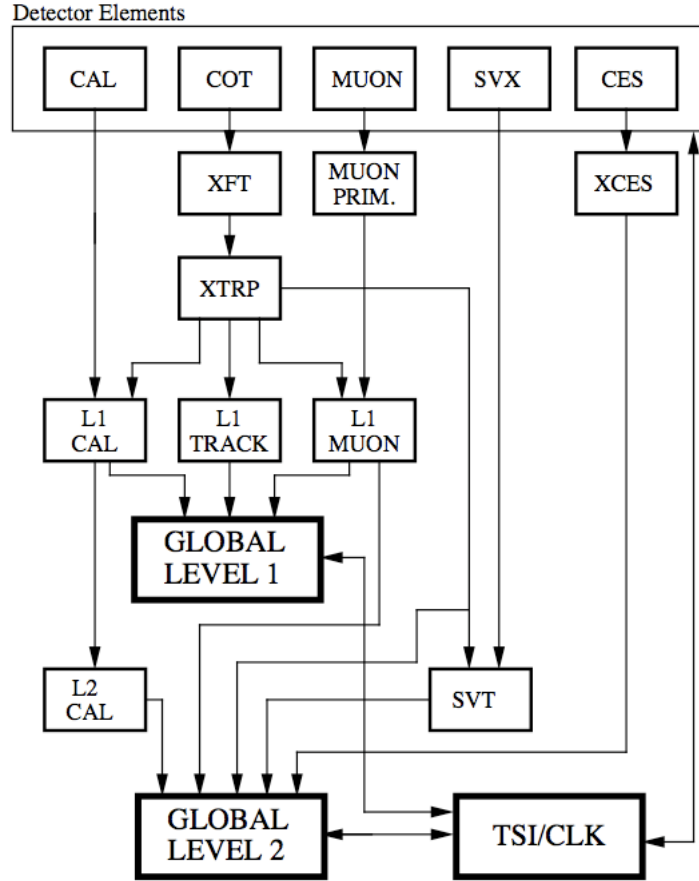 Detector Elements
CAL
COT
MUON
SVX
CES
XFT
MUON
PRIM.
XCES
XTRP
L1
CAL
L1
TRACK
L1
MUON
GLOBAL
LEVEL 1
L2
CAL
SVT
GLOBAL
LEVEL 2
TSI/CLK